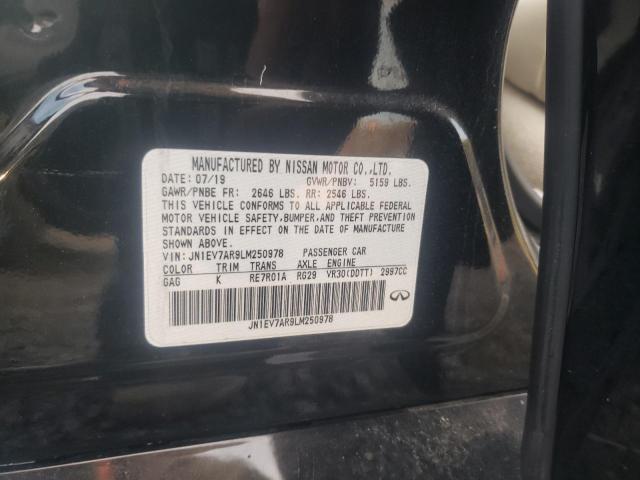 MANUFACTURED BY NISSAN MOTOR CO.,LTD.
DATE: 07/19 GVWR/PNBV: 5159 LBS.
GAWR/PNBE FR: 2646 LBS. RR: 2546 LBS.
THIS VEHICLE CONFORMS TO ALL APPLICABLE FEDERAL
MOTOR VEHICLE SAFETY,BUMPER,AND THEFT PREVENTION
STANDARDS IN EFFECT ON THE DATE OF MANUFACTURE
SHOWN ABOVE.
VIN: JN1EV7AR9LM250978 PASSENGER CAR
COLOR TRIM TRANS AXLE ENGINE
GAG K RE7R01A RG29 VR30(DDTT) 2997CC
JN1EV7AR9LM250978